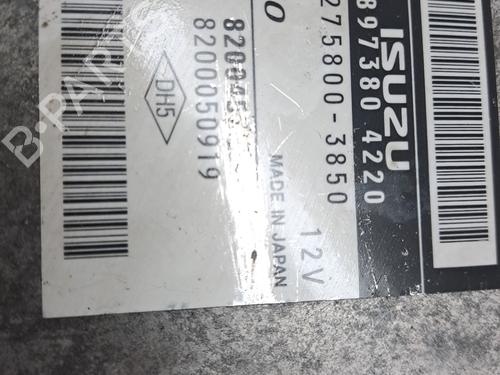 ISUZU
897380 4220
275800-3850
O
12V
MADE IN JAPAN
8200050919
DH5
B-PARTS